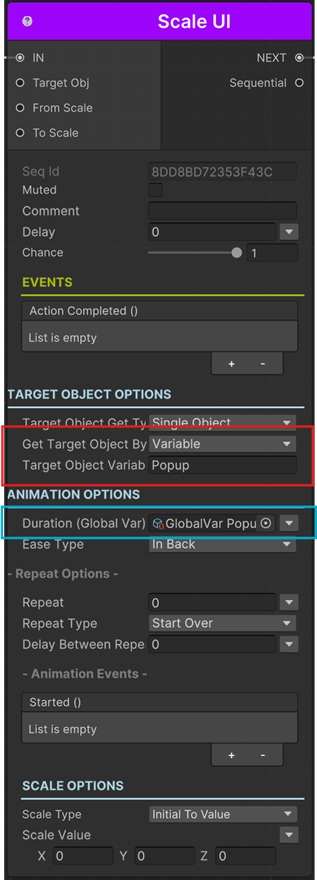 Scale UI
IN NEXT
Target Obj Sequential
From Scale
To Scale
Seq Id 8DD8BD72353F43C
Muted
Comment
Delay 0
Chance 1
EVENTS
Action Completed ()
List is empty
+ -
TARGET OBJECT OPTIONS
Target Object Get Ty Single Object
Get Target Object By Variable
Target Object Variab Popup
ANIMATION OPTIONS
Duration (Global Var) GlobalVar Popu
Ease Type In Back
- Repeat Options -
Repeat 0
Repeat Type Start Over
Delay Between Repe 0
- Animation Events -
Started ()
List is empty
+ -
SCALE OPTIONS
Scale Type Initial To Value
Scale Value
X 0 Y 0 Z 0